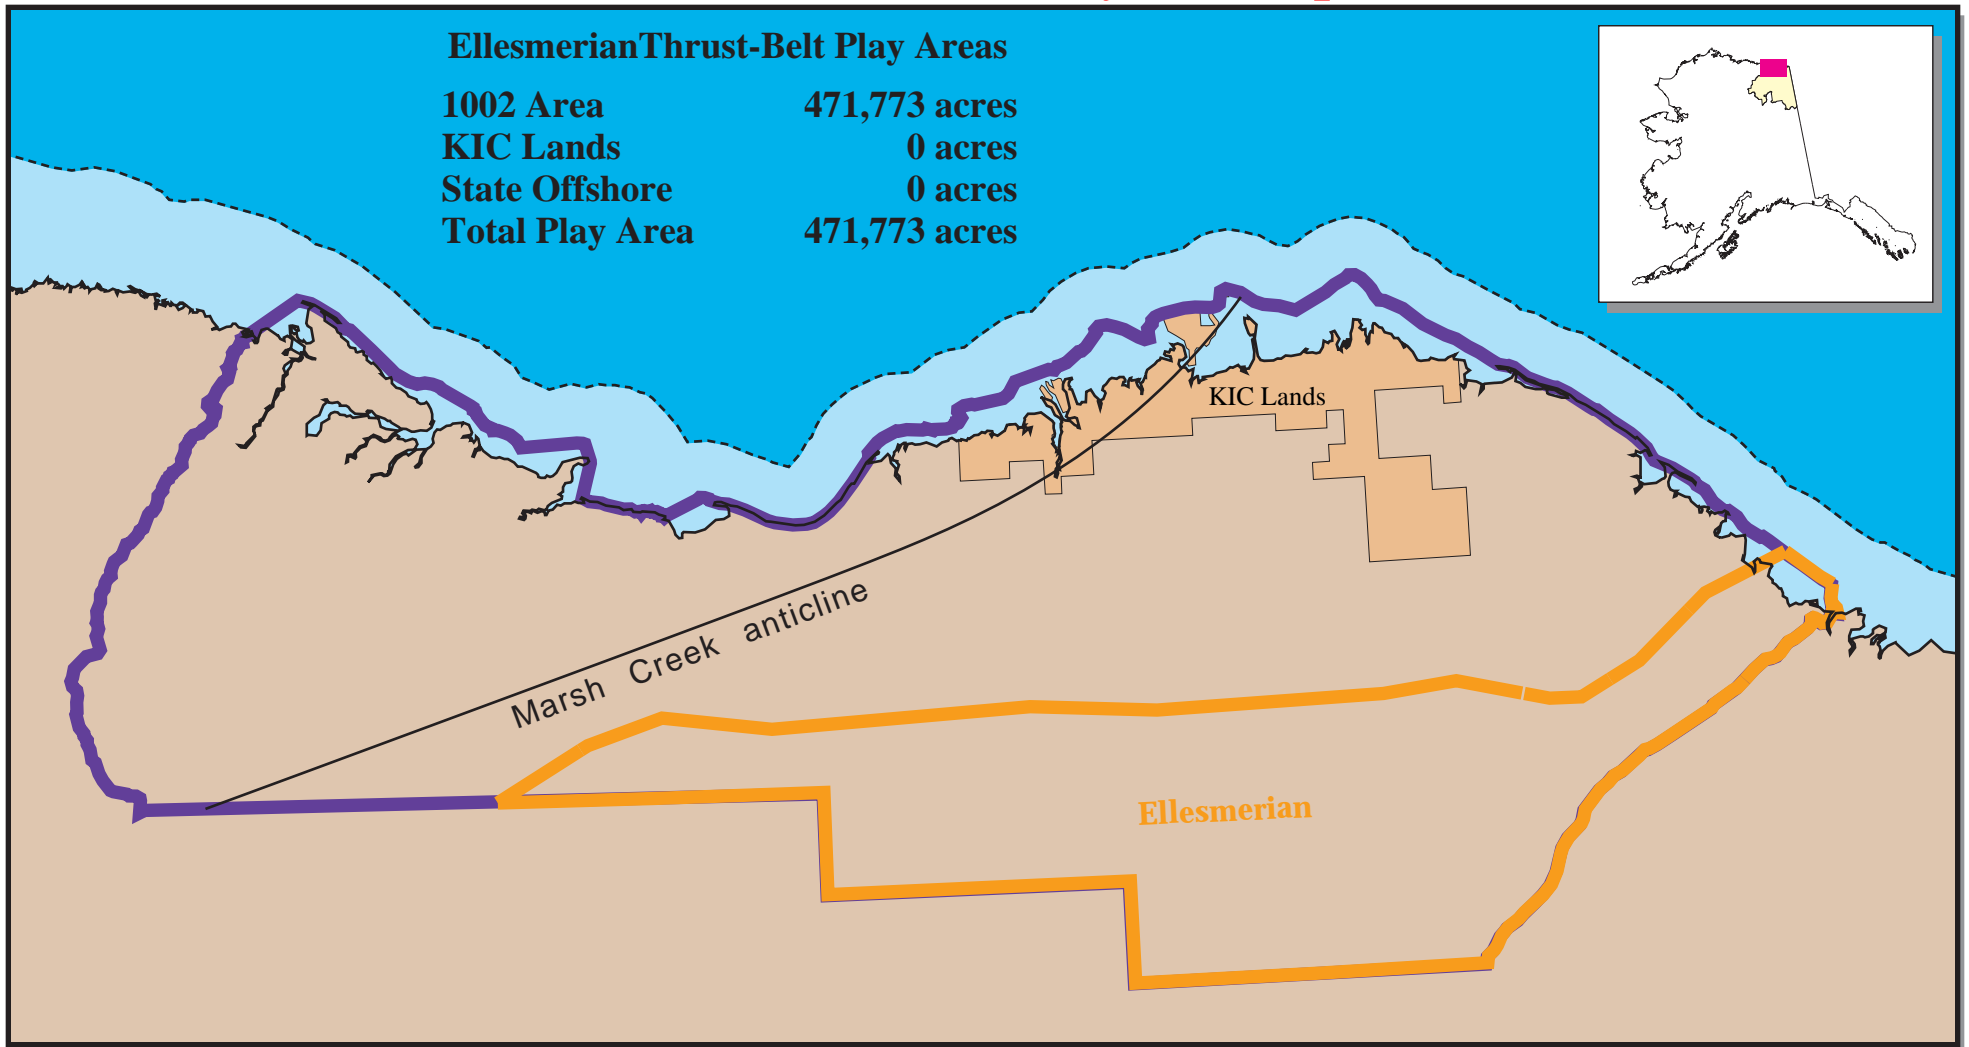 EllesmerianThrust-Belt Play Areas
1002 Area 471,773 acres
KIC Lands 0 acres
State Offshore 0 acres
Total Play Area 471,773 acres
KIC Lands
Marsh Creek anticline
Ellesmerian